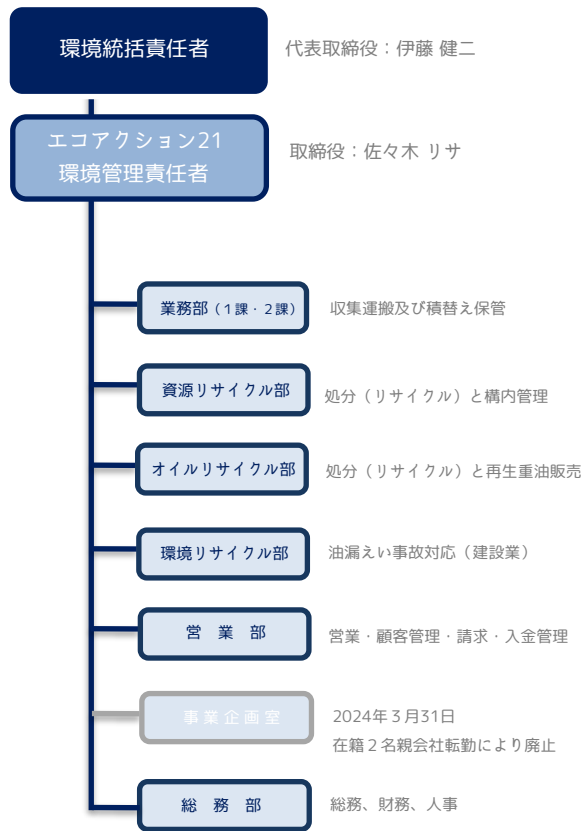 環境統括責任者
代表取締役：伊藤 健二
エコアクション21
環境管理責任者
取締役：佐々木 リサ
業務部（１課・２課）
収集運搬及び積替え保管
資源リサイクル部
処分（リサイクル）と構内管理
オイルリサイクル部
処分（リサイクル）と再生重油販売
環境リサイクル部
油漏えい事故対応（建設業）
営 業 部
営業・顧客管理・請求・入金管理
事業企画室
2024年３月31日
在籍２名親会社転勤により廃止
総 務 部
総務、財務、人事